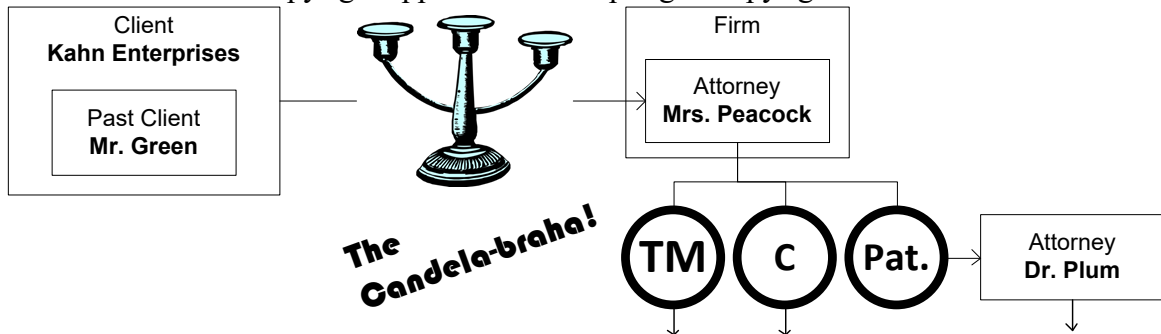 Client
Kahn Enterprises
Past Client
Mr. Green
The
Candela-braha!
Firm
Attorney
Mrs. Peacock
TM
C
Pat.
Attorney
Dr. Plum